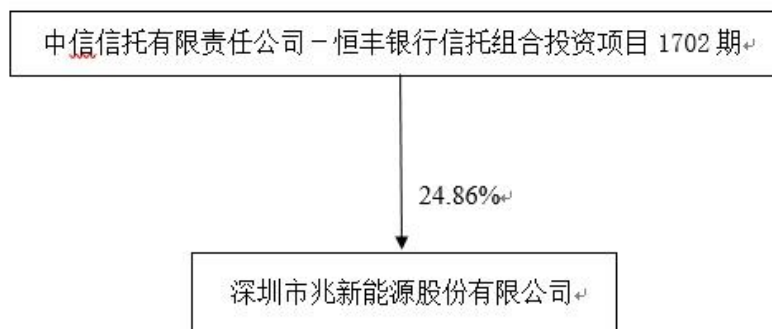 中信信托有限责任公司－恒丰银行信托组合投资项目 1702 期
24.86%
深圳市兆新能源股份有限公司